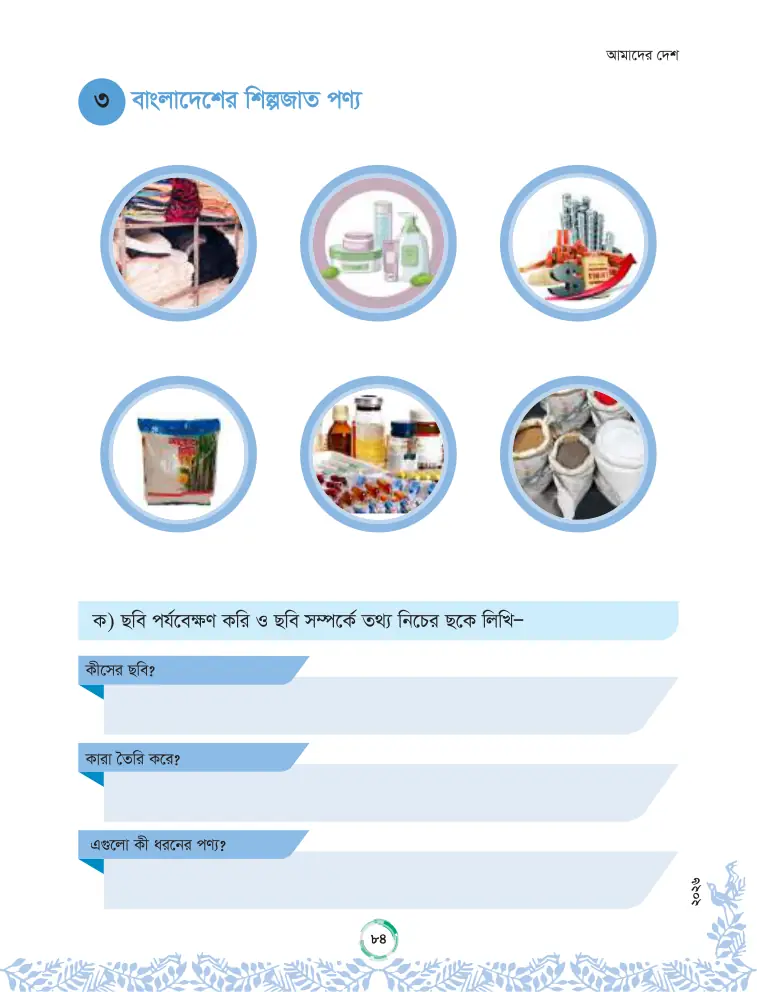 আমাদের দেশ
৩ বাংলাদেশের শিল্পজাত পণ্য
ক) ছবি পর্যবেক্ষণ করি ও ছবি সম্পর্কে তথ্য নিচের ছকে লিখি–
কীসের ছবি?
কারা তৈরি করে?
এগুলো কী ধরনের পণ্য?
২০২৬
৮৪